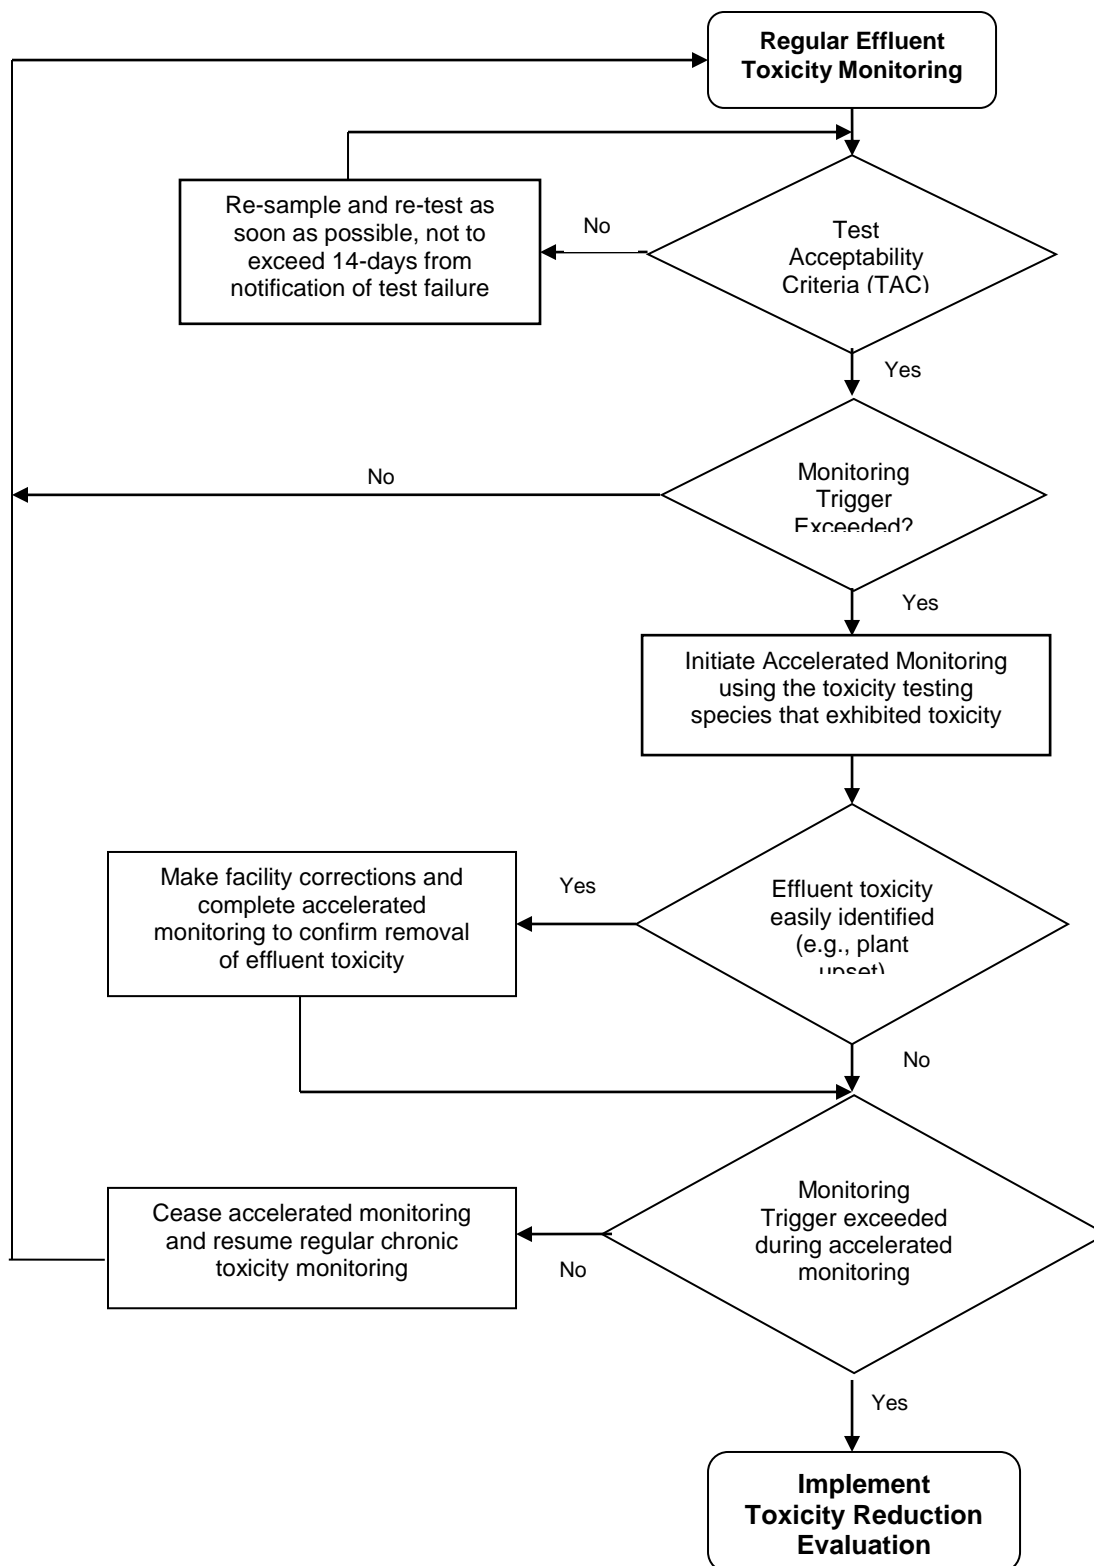 Regular Effluent
Toxicity Monitoring
Re-sample and re-test as
soon as possible, not to
exceed 14-days from
notification of test failure
No
Test
Acceptability
Criteria (TAC)
Yes
No
Monitoring
Trigger
Exceeded?
Yes
Initiate Accelerated Monitoring
using the toxicity testing
species that exhibited toxicity
Make facility corrections and
complete accelerated
monitoring to confirm removal
of effluent toxicity
Yes
Effluent toxicity
easily identified
(e.g., plant
upset)
No
Cease accelerated monitoring
and resume regular chronic
toxicity monitoring
No
Monitoring
Trigger exceeded
during accelerated
monitoring
Yes
Implement
Toxicity Reduction
Evaluation